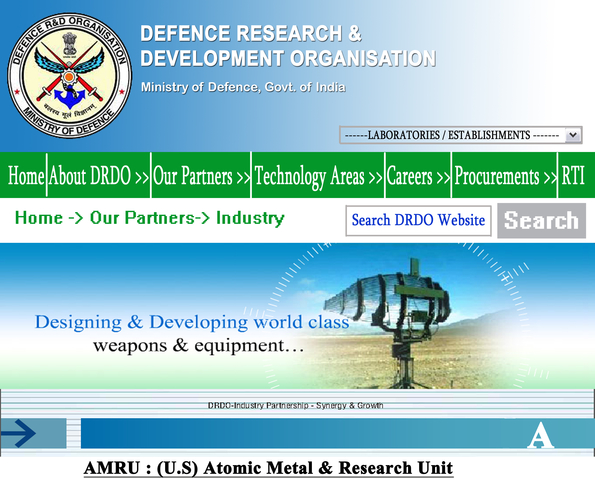 DEFENCE R&D ORGANISATION
MINISTRY OF DEFENCE
बलस्य मूलं विज्ञानम्
DEFENCE RESEARCH &
DEVELOPMENT ORGANISATION
Ministry of Defence, Govt. of India
------LABORATORIES / ESTABLISHMENTS -------
Home About DRDO >> Our Partners >> Technology Areas >> Careers >> Procurements >> RTI
Home -> Our Partners-> Industry
Search DRDO Website Search
Designing & Developing world class
weapons & equipment…
DRDO-Industry Partnership - Synergy & Growth
A
AMRU : (U.S) Atomic Metal & Research Unit